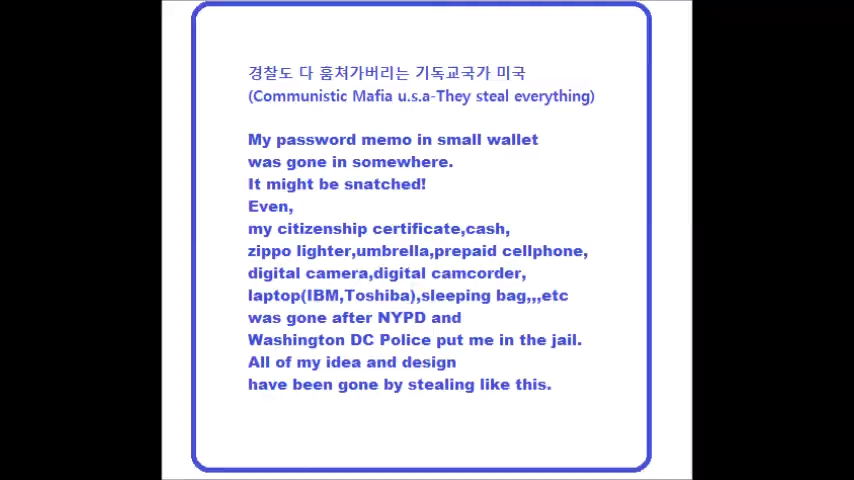 경찰도 다 훔쳐가버리는 기독교국가 미국
(Communistic Mafia u.s.a-They steal everything)
My password memo in small wallet
was gone in somewhere.
It might be snatched!
Even,
my citizenship certificate,cash,
zippo lighter,umbrella,prepaid cellphone,
digital camera,digital camcorder,
laptop(IBM,Toshiba),sleeping bag,,,etc
was gone after NYPD and
Washington DC Police put me in the jail.
All of my idea and design
have been gone by stealing like this.